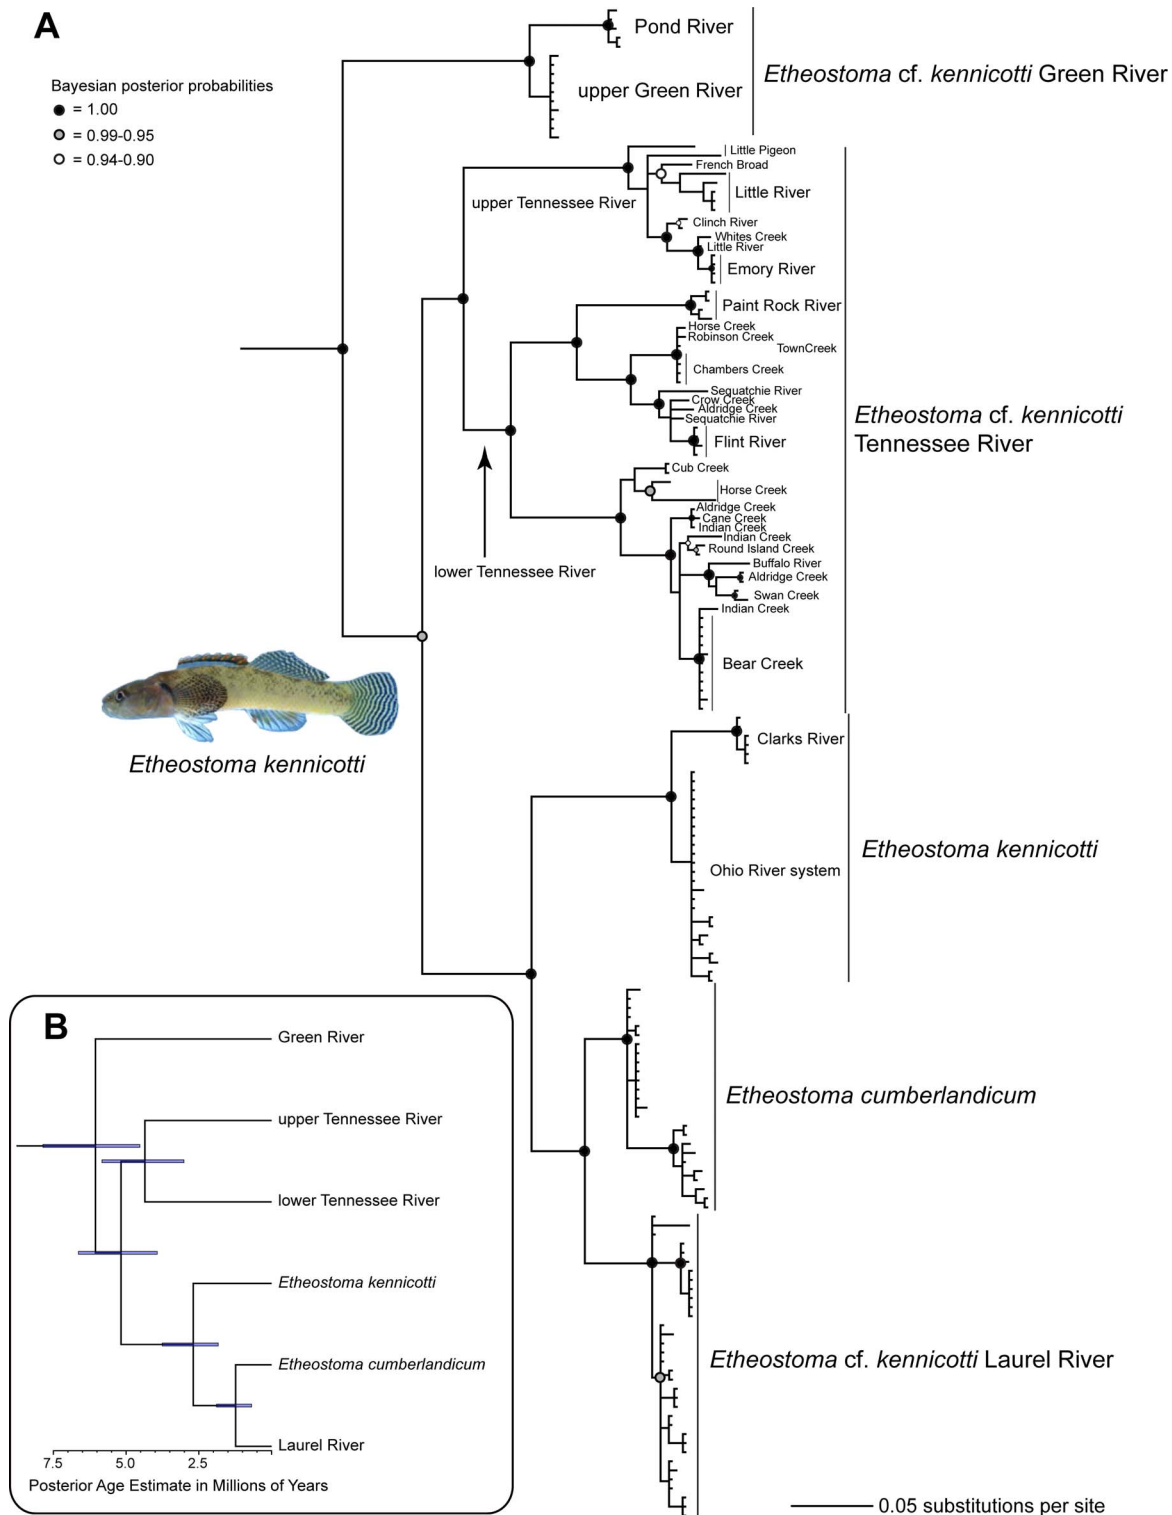 A
Pond River
Etheostoma cf. kennicotti Green River
Bayesian posterior probabilities
= 1.00
= 0.99-0.95
= 0.94-0.90
upper Green River
Little Pigeon
French Broad
Little River
upper Tennessee River
Clinch River
Whites Creek
Little River
Emory River
Paint Rock River
Horse Creek
Robinson Creek
TownCreek
Chambers Creek
Sequatchie River
Crow Creek
Aldridge Creek
Sequatchie River
Flint River
Etheostoma cf. kennicotti
Tennessee River
Cub Creek
Horse Creek
Aldridge Creek
Cane Creek
Indian Creek
Indian Creek
Round Island Creek
Buffalo River
lower Tennessee River
Aldridge Creek
Swan Creek
Indian Creek
Bear Creek
Etheostoma kennicotti
Clarks River
Etheostoma kennicotti
Ohio River system
Etheostoma cumberlandicum
Etheostoma cf. kennicotti Laurel River
0.05 substitutions per site
B
Green River
upper Tennessee River
lower Tennessee River
Etheostoma kennicotti
Etheostoma cumberlandicum
Laurel River
7.5 5.0 2.5
Posterior Age Estimate in Millions of Years